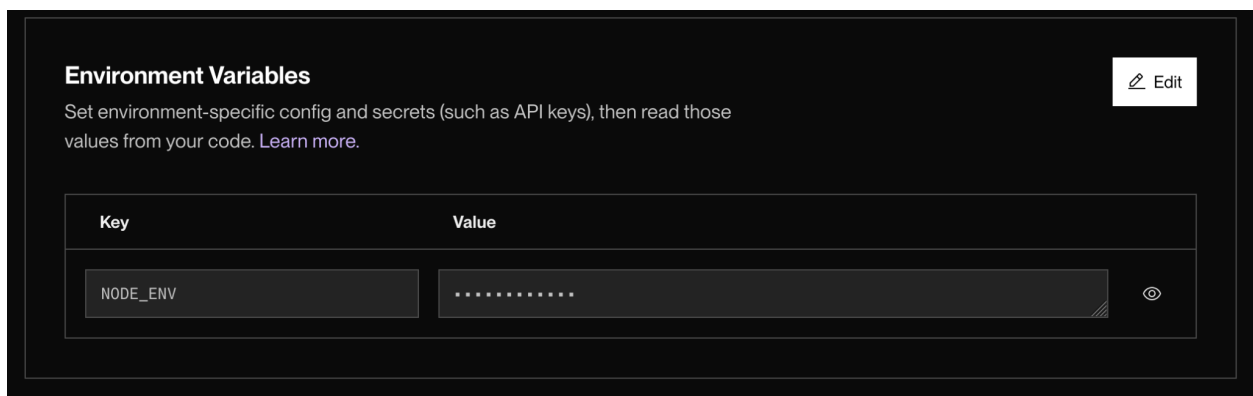 Environment Variables
Edit
Set environment-specific config and secrets (such as API keys), then read those
values from your code. Learn more.
Key Value
NODE_ENV ············